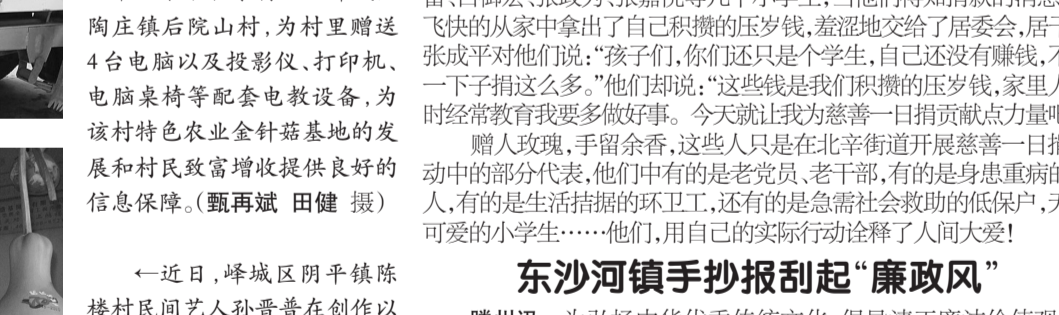 陶庄镇后院山村,为村里赠送
4台电脑以及投影仪、打印机、
电脑桌椅等配套电教设备,为
该村特色农业金针菇基地的发
展和村民致富增收提供良好的
信息保障。(甄再斌 田健 摄)
←近日,峄城区阴平镇陈
楼村民间艺人孙晋普在创作以
飞快的从家中拿出了自己积攒的压岁钱,羞涩地交给了居委会,居
张成平对他们说:“孩子们,你们还只是个学生,自己还没有赚钱,不
一下子捐这么多。”他们却说:“这些钱是我们积攒的压岁钱,家里人
时经常教育我要多做好事。今天就让我为慈善一日捐贡献点力量吧
赠人玫瑰,手留余香,这些人只是在北辛街道开展慈善一日捐
动中的部分代表,他们中有的是老党员、老干部,有的是身患重病的
人,有的是生活拮据的环卫工,还有的是急需社会救助的低保户,天
可爱的小学生……他们,用自己的实际行动诠释了人间大爱!
东沙河镇手抄报刮起“廉政风”